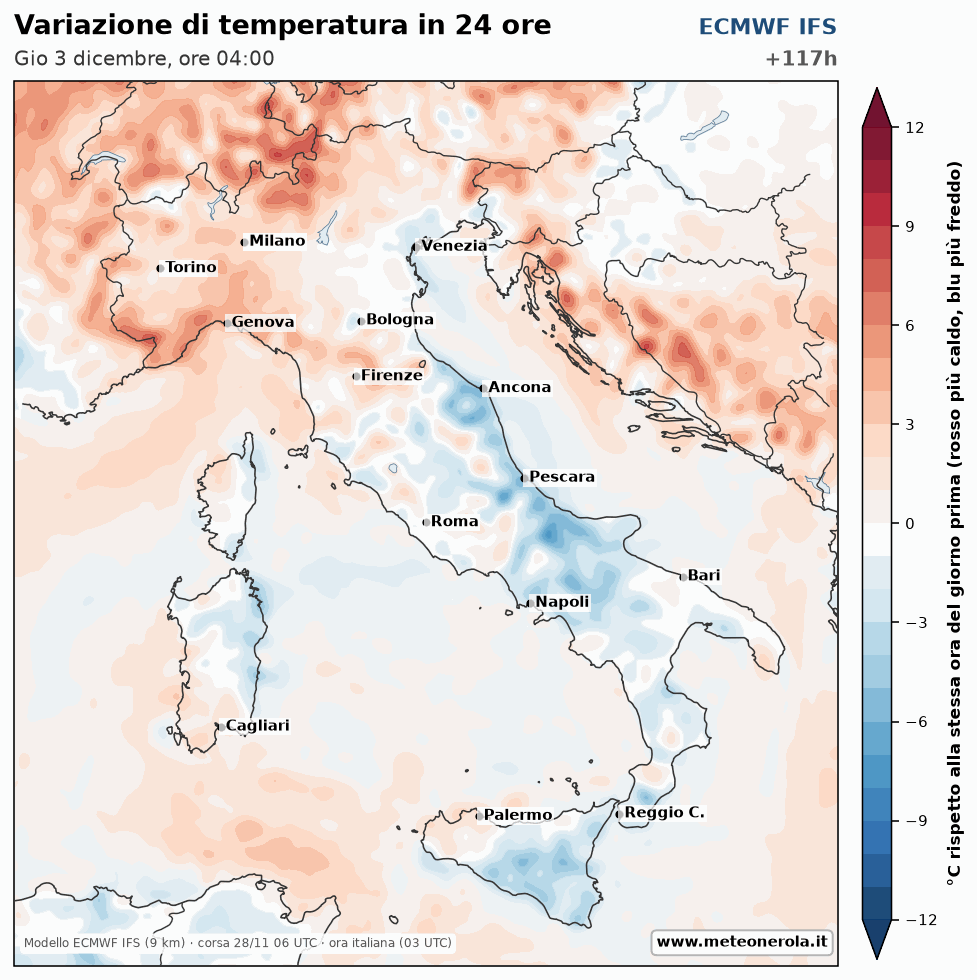 Variazione di temperatura in 24 ore
ECMWF IFS
Gio 3 dicembre, ore 04:00
+117h
Milano
Venezia
Torino
Genova
Bologna
Firenze
Ancona
Pescara
Roma
Bari
Napoli
Cagliari
Palermo
Reggio C.
Modello ECMWF IFS (9 km) · corsa 28/11 06 UTC · ora italiana (03 UTC)
www.meteonerola.it
12
9
6
3
0
−3
−6
−9
−12
°C rispetto alla stessa ora del giorno prima (rosso più caldo, blu più freddo)